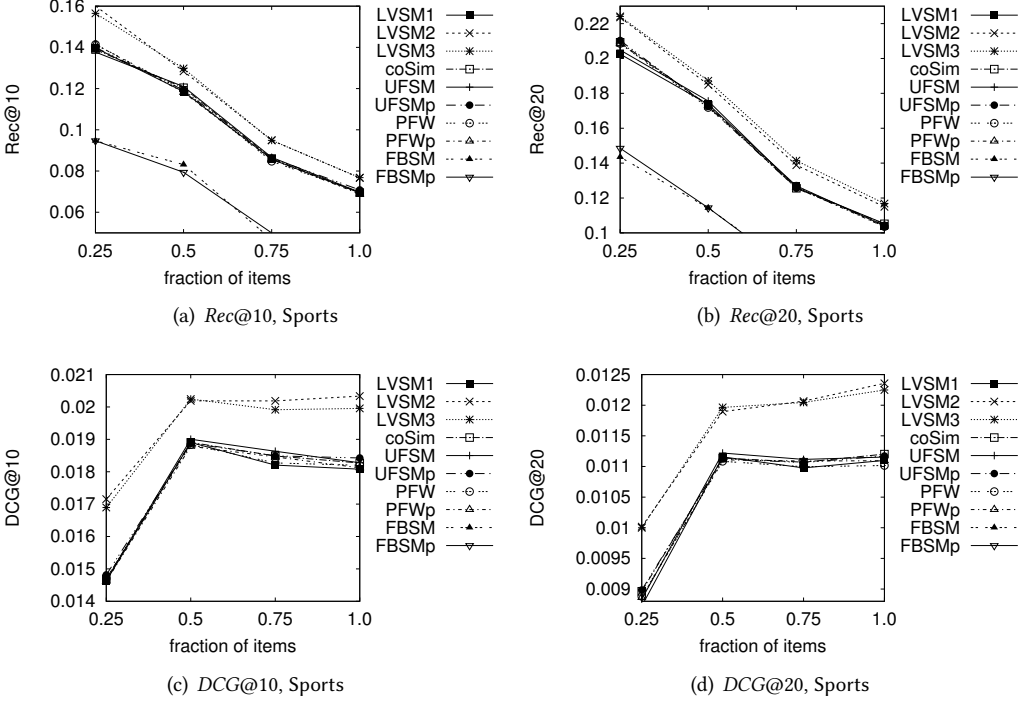 Rec@10
0.16
0.14
0.12
0.1
0.08
0.06
0.25 0.5 0.75 1.0
fraction of items
LVSM1
LVSM2
LVSM3
coSim
UFSM
UFSMp
PFW
PFWp
FBSM
FBSMp
(a) Rec@10, Sports
Rec@20
0.22
0.2
0.18
0.16
0.14
0.12
0.1
0.25 0.5 0.75 1.0
fraction of items
LVSM1
LVSM2
LVSM3
coSim
UFSM
UFSMp
PFW
PFWp
FBSM
FBSMp
(b) Rec@20, Sports
DCG@10
0.021
0.02
0.019
0.018
0.017
0.016
0.015
0.014
0.25 0.5 0.75 1.0
fraction of items
LVSM1
LVSM2
LVSM3
coSim
UFSM
UFSMp
PFW
PFWp
FBSM
FBSMp
(c) DCG@10, Sports
DCG@20
0.0125
0.012
0.0115
0.011
0.0105
0.01
0.0095
0.009
0.25 0.5 0.75 1.0
fraction of items
LVSM1
LVSM2
LVSM3
coSim
UFSM
UFSMp
PFW
PFWp
FBSM
FBSMp
(d) DCG@20, Sports